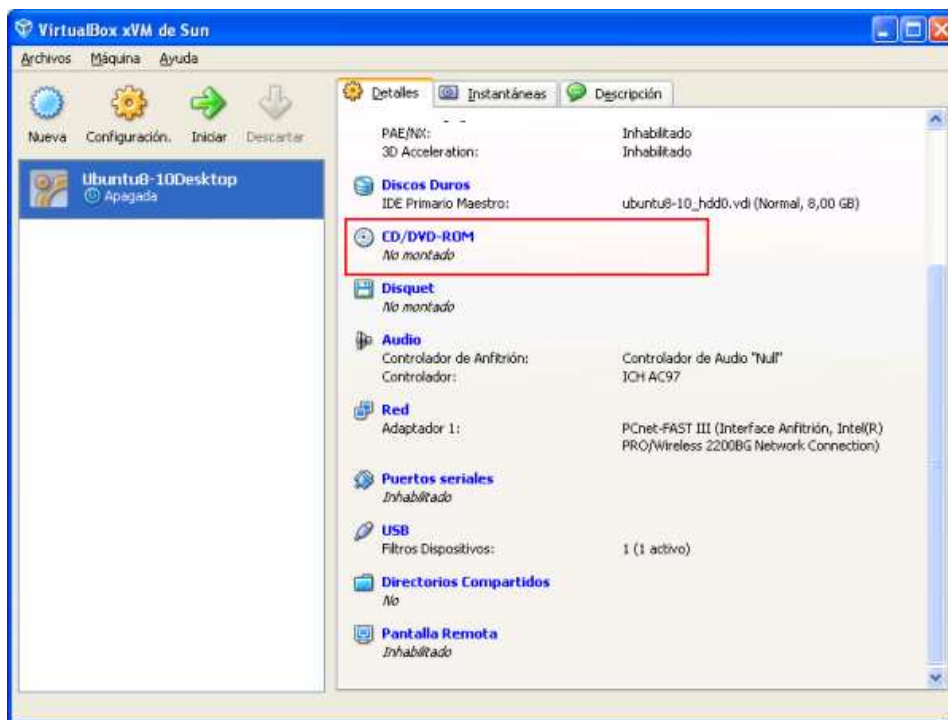 VirtualBox xVM de Sun
Archivos Máquina Ayuda
Nueva Configuración. Iniciar Descartar
Ubuntu8-10Desktop
Apagada
Detalles Instantáneas Descripción
PAE/NX: Inhabilitado
3D Acceleration: Inhabilitado
Discos Duros
IDE Primario Maestro: ubuntu8-10_hdd0.vdi (Normal, 8,00 GB)
CD/DVD-ROM
No montado
Disquet
No montado
Audio
Controlador de Anfitrión: Controlador de Audio "Null"
Controlador: ICH AC97
Red
Adaptador 1: PCnet-FAST III (Interface Anfitrión, Intel(R)
PRO/Wireless 2200BG Network Connection)
Puertos seriales
Inhabilitado
USB
Filtros Dispositivos: 1 (1 activo)
Directorios Compartidos
No
Pantalla Remota
Inhabilitado